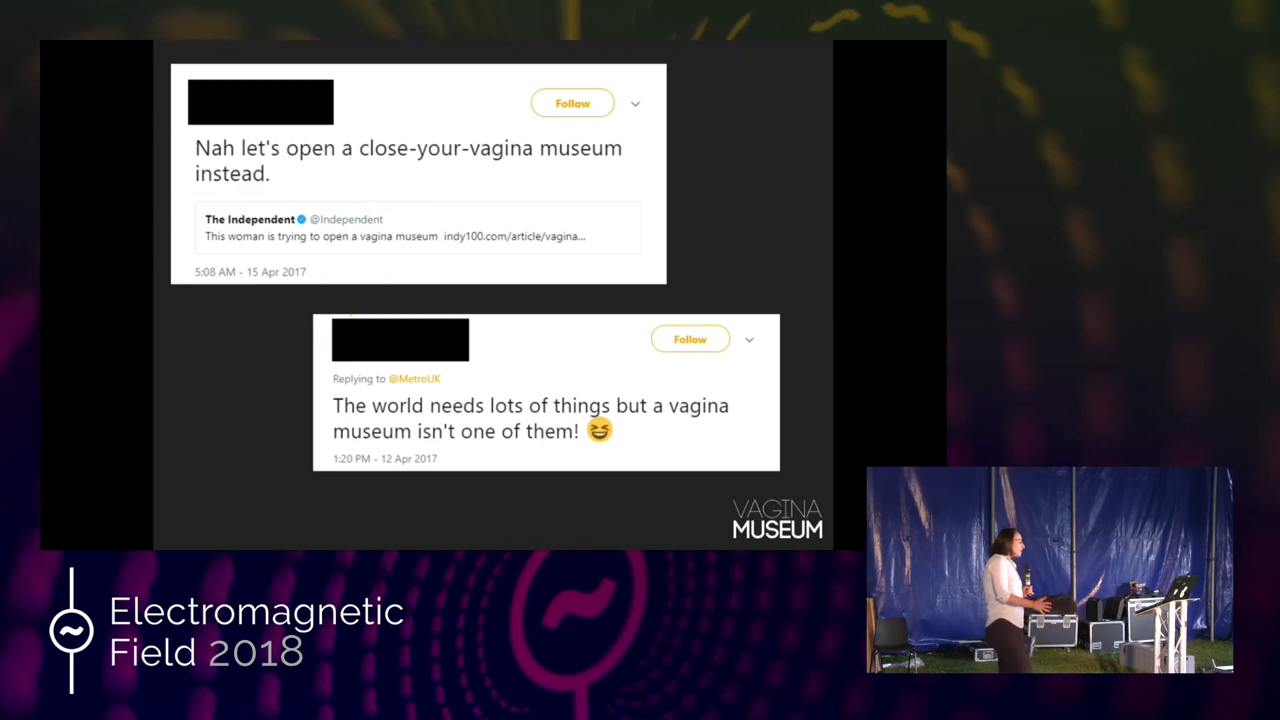 Follow
Nah let's open a close-your-vagina museum
instead.
The Independent @Independent
This woman is trying to open a vagina museum indy100.com/article/vagina...
5:08 AM - 15 Apr 2017
Follow
Replying to @MetroUK
The world needs lots of things but a vagina
museum isn't one of them! 😆
1:20 PM - 12 Apr 2017
VAGINA
MUSEUM
Electromagnetic
Field 2018